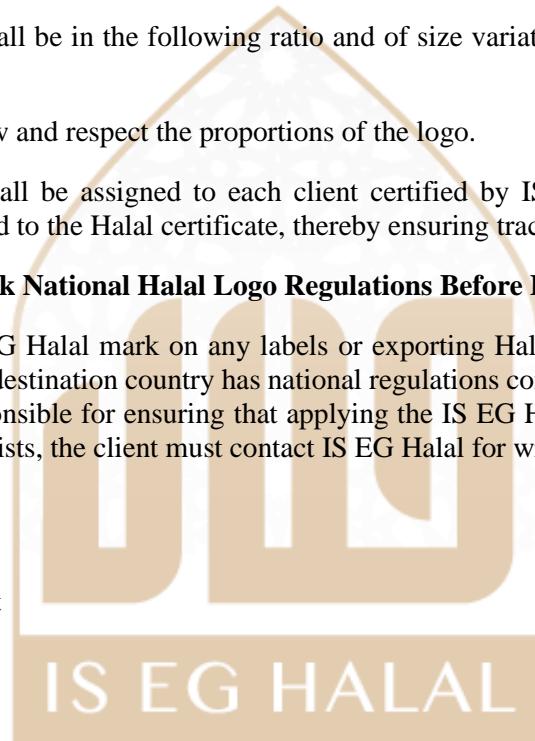 all be in the following ratio and of size variat
and respect the proportions of the logo.
all be assigned to each client certified by IS
d to the Halal certificate, thereby ensuring trac
k National Halal Logo Regulations Before
G Halal mark on any labels or exporting Hal
destination country has national regulations co
onsible for ensuring that applying the IS EG H
ists, the client must contact IS EG Halal for w
حلال
IS EG HALAL